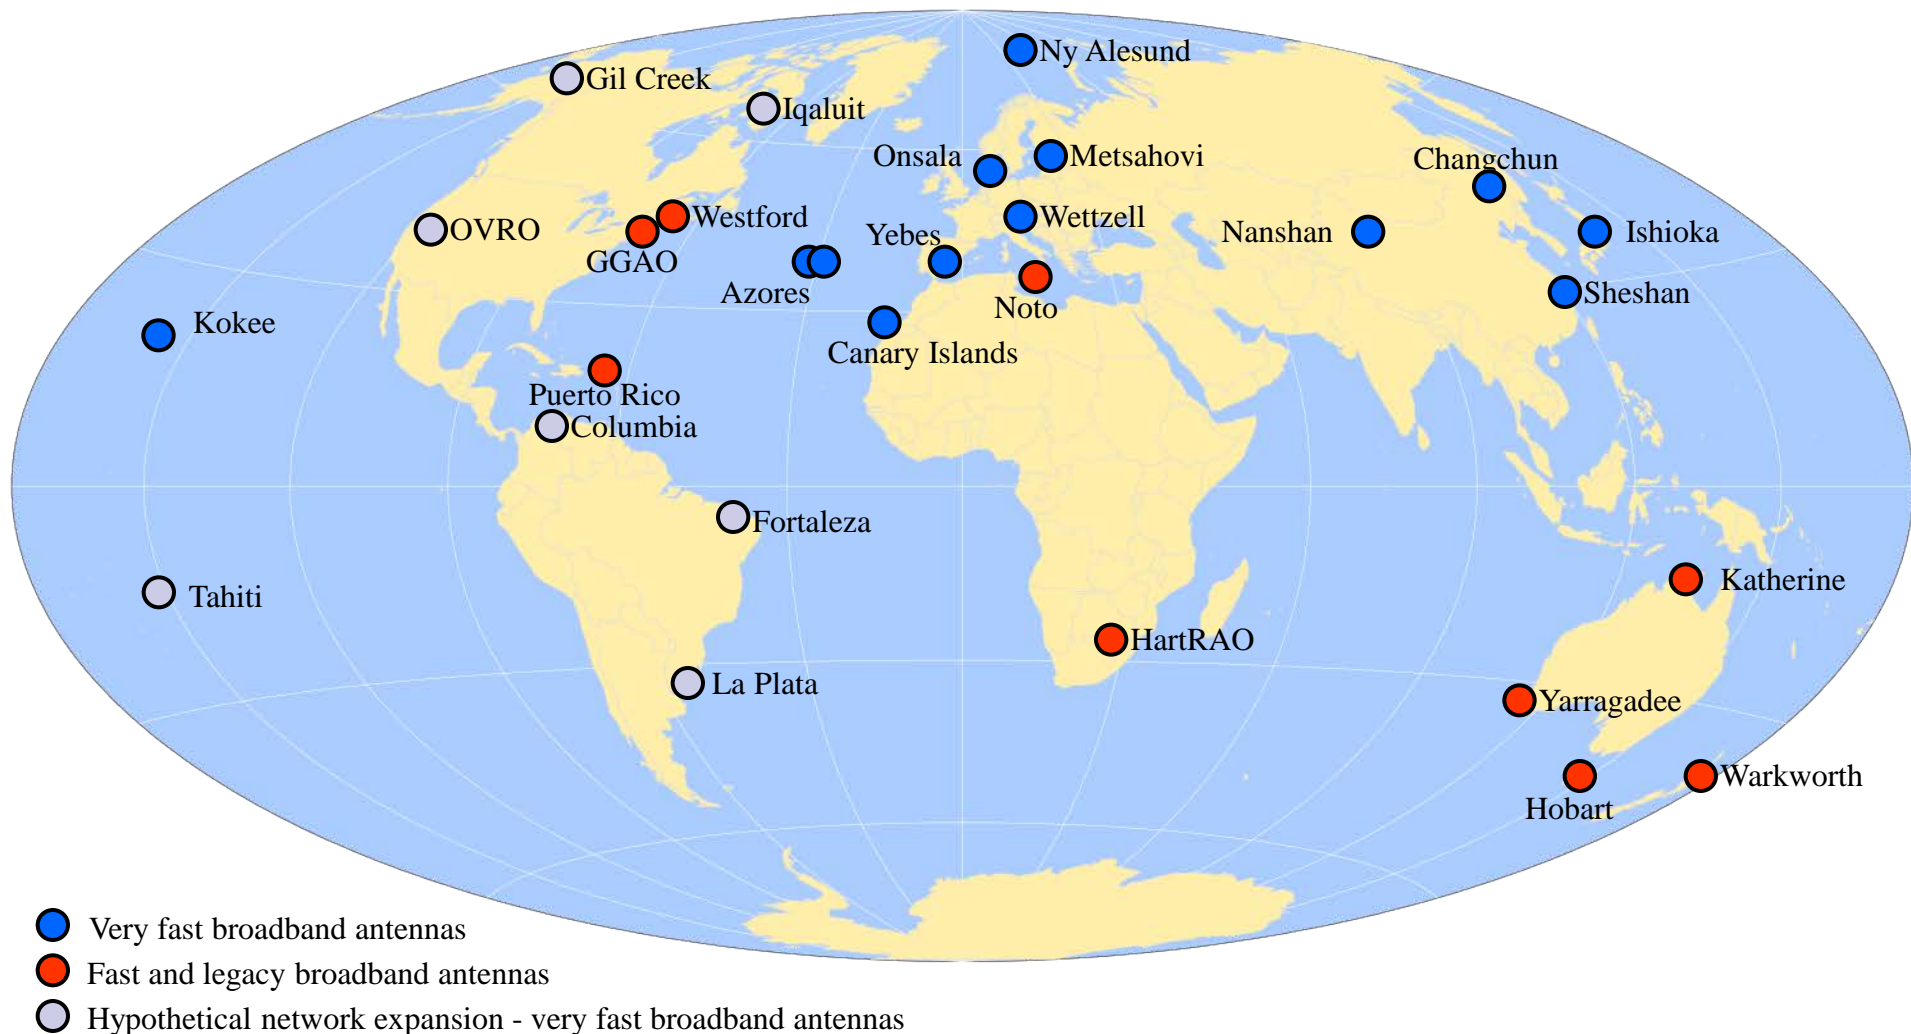 Ny Alesund
Gil Creek
Iqaluit
Onsala
Metsahovi
Changchun
OVRO
Westford
Wettzell
GGAO
Yebes
Nanshan
Ishioka
Azores
Noto
Sheshan
Kokee
Canary Islands
Puerto Rico
Columbia
Fortaleza
Tahiti
Katherine
HartRAO
La Plata
Yarragadee
Hobart
Warkworth
Very fast broadband antennas
Fast and legacy broadband antennas
Hypothetical network expansion - very fast broadband antennas